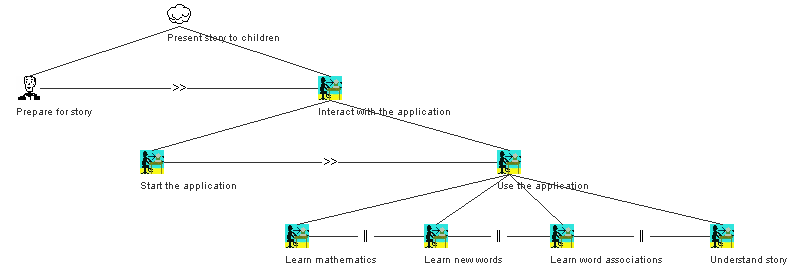 Present story to children
>>
Prepare for story
Interact with the application
>>
Start the application
Use the application
||
||
||
Learn mathematics
Learn new words
Learn word associations
Understand story